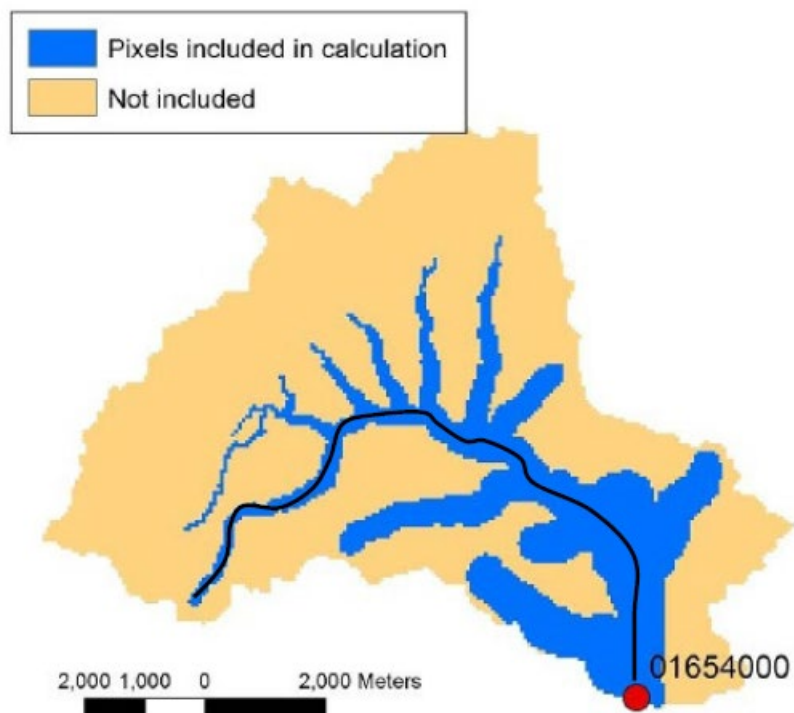 Pixels included in calculation
Not included
01654000
2,000 1,000 0 2,000 Meters